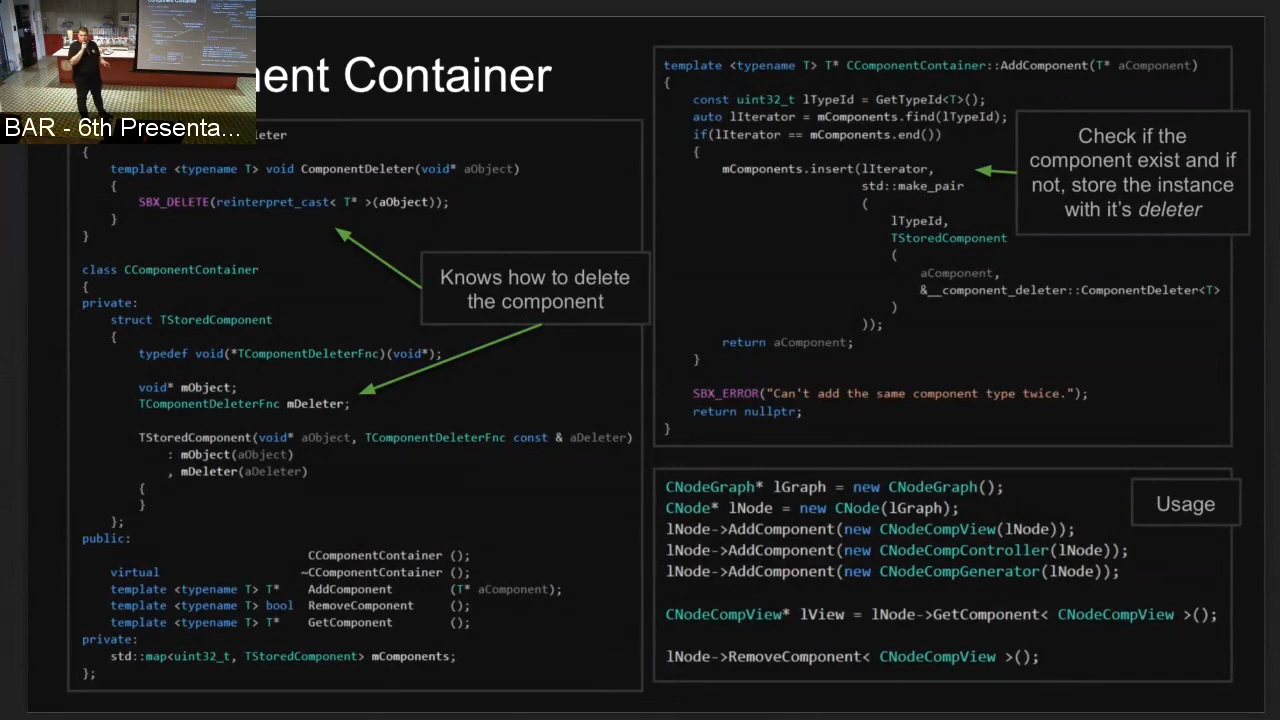 BAR - 6th Presenta...
nent Container
eleter
{
template <typename T> void ComponentDeleter(void* aObject)
{
SBX_DELETE(reinterpret_cast< T* >(aObject));
}
}
class CComponentContainer
{
private:
struct TStoredComponent
{
typedef void(*TComponentDeleterFnc)(void*);
void* mObject;
TComponentDeleterFnc mDeleter;
TStoredComponent(void* aObject, TComponentDeleterFnc const & aDeleter)
: mObject(aObject)
, mDeleter(aDeleter)
{
}
};
public:
CComponentContainer ();
virtual ~CComponentContainer ();
template <typename T> T* AddComponent (T* aComponent);
template <typename T> bool RemoveComponent ();
template <typename T> T* GetComponent ();
private:
std::map<uint32_t, TStoredComponent> mComponents;
};
Knows how to delete
the component
template <typename T> T* CComponentContainer::AddComponent(T* aComponent)
{
const uint32_t lTypeId = GetTypeId<T>();
auto lIterator = mComponents.find(lTypeId);
if(lIterator == mComponents.end())
{
mComponents.insert(lIterator,
std::make_pair
(
lTypeId,
TStoredComponent
(
aComponent,
&__component_deleter::ComponentDeleter<T>
)
));
return aComponent;
}
SBX_ERROR("Can't add the same component type twice.");
return nullptr;
}
Check if the
component exist and if
not, store the instance
with it's deleter
CNodeGraph* lGraph = new CNodeGraph();
CNode* lNode = new CNode(lGraph);
lNode->AddComponent(new CNodeCompView(lNode));
lNode->AddComponent(new CNodeCompController(lNode));
lNode->AddComponent(new CNodeCompGenerator(lNode));
CNodeCompView* lView = lNode->GetComponent< CNodeCompView >();
lNode->RemoveComponent< CNodeCompView >();
Usage